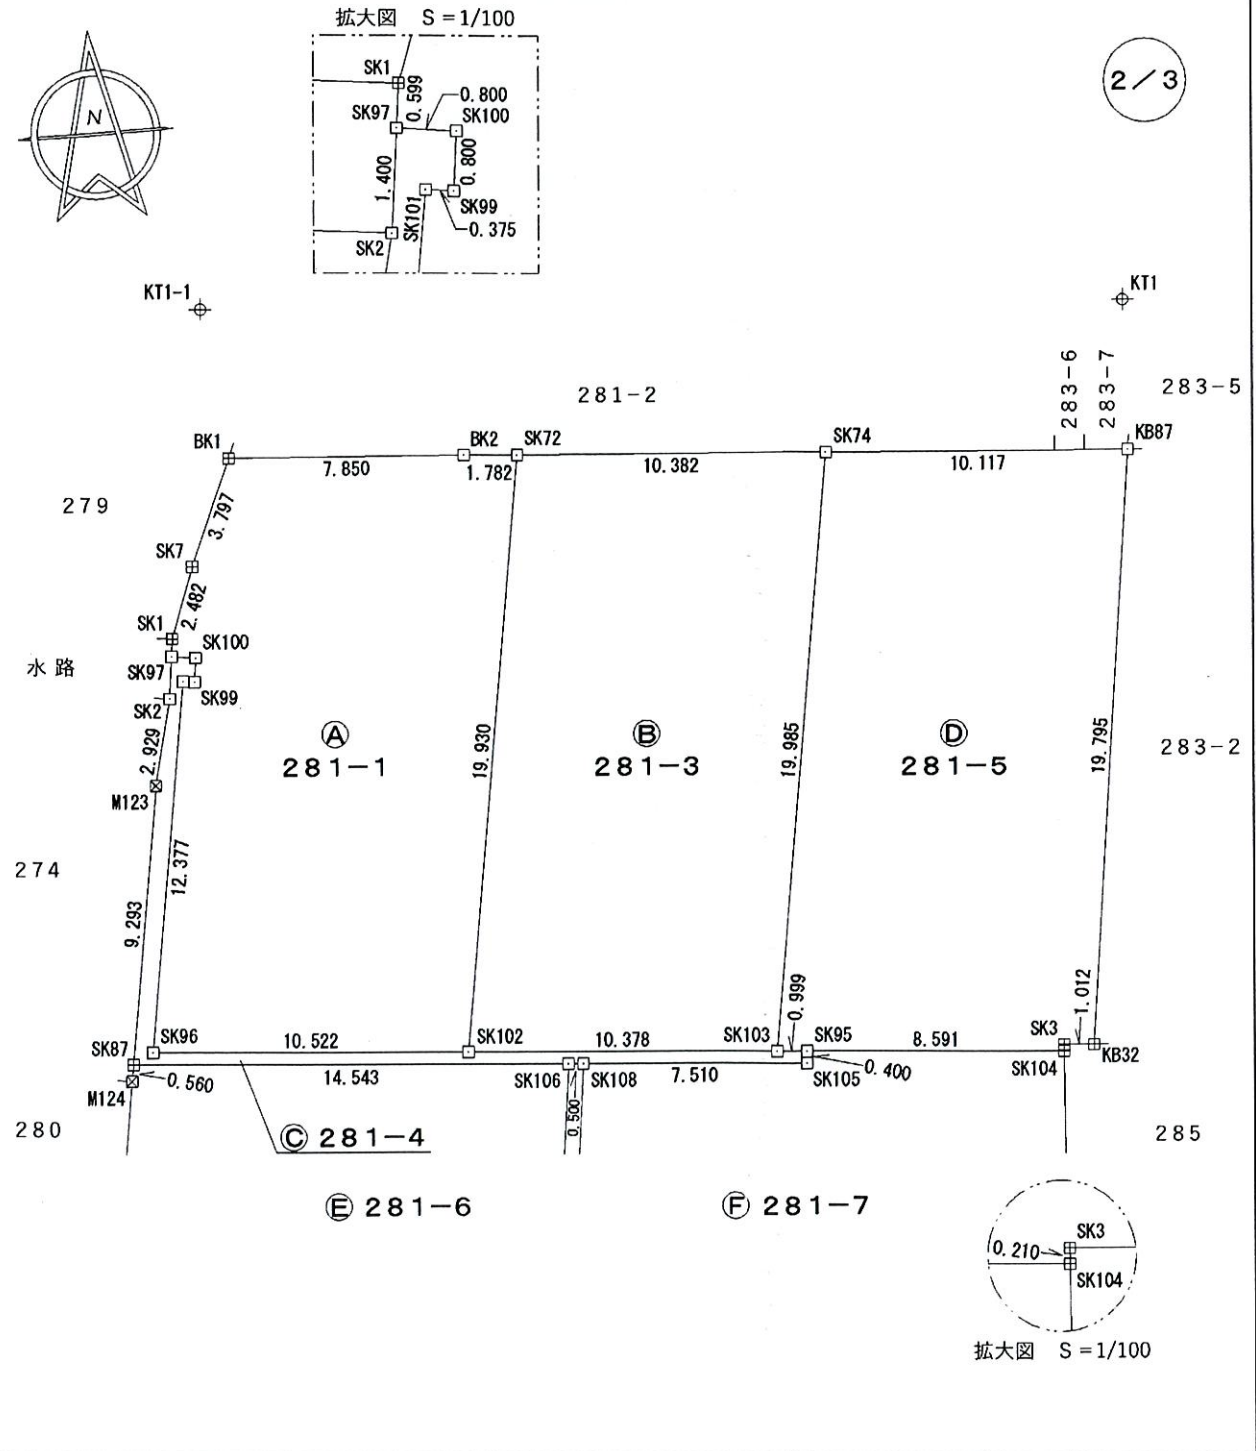 拡大図 S=1/100
2/3
N
SK1
0.599
0.800
SK97
SK100
1.400
0.800
SK101
SK99
0.375
SK2
KT1-1
KT1
281-2
283-6
283-7
283-5
BK1
BK2
SK72
SK74
KB87
7.850
1.782
10.382
10.117
279
3.797
SK7
2.482
SK1
SK100
水路
SK97
SK99
SK2
2.929
M123
Ⓐ
281-1
19.930
Ⓑ
281-3
19.985
Ⓓ
281-5
19.795
283-2
274
12.377
9.293
0.999
1.012
SK87
SK96
10.522
SK102
10.378
SK103
SK95
8.591
SK3
KB32
SK104
M124
0.560
14.543
SK106
SK108
7.510
SK105
0.400
0.500
280
Ⓒ 281-4
285
Ⓔ 281-6
Ⓕ 281-7
SK3
0.210
SK104
拡大図 S=1/100